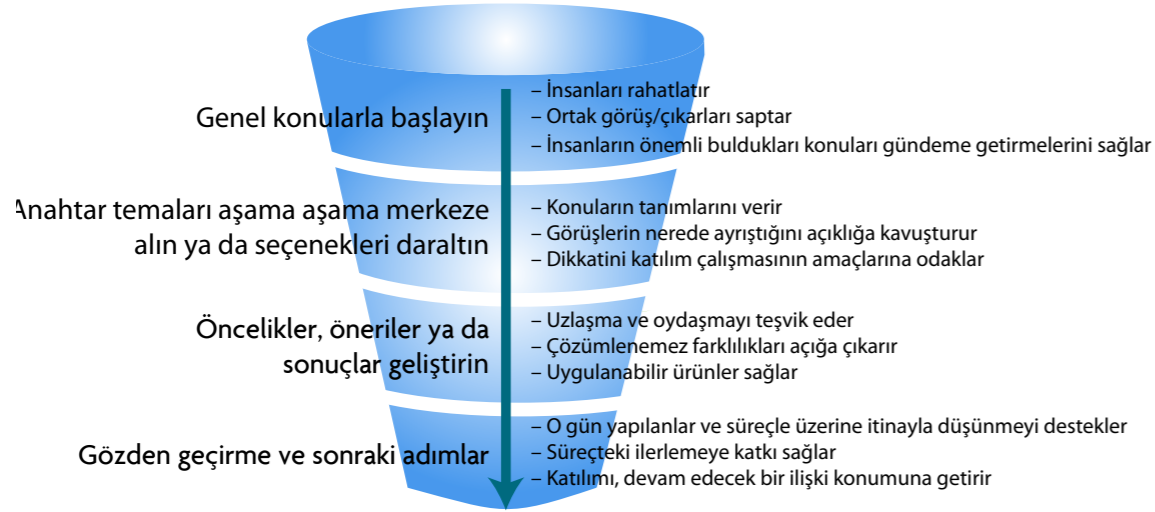 Genel konularla başlayın
– İnsanları rahatlatır
– Ortak görüş/çıkarları saptar
– İnsanların önemli buldukları konuları gündeme getirmelerini sağlar
Anahtar temaları aşama aşama merkeze
alın ya da seçenekleri daraltın
– Konuların tanımlarını verir
– Görüşlerin nerede ayrıştığını açıklığa kavuşturur
– Dikkatini katılım çalışmasının amaçlarına odaklar
Öncelikler, öneriler ya da
sonuçlar geliştirin
– Uzlaşma ve oydaşmayı teşvik eder
– Çözümlenemez farklılıkları açığa çıkarır
– Uygulanabilir ürünler sağlar
Gözden geçirme ve sonraki adımlar
– O gün yapılanlar ve süreçle üzerine itinayla düşünmeyi destekler
– Süreçteki ilerlemeye katkı sağlar
– Katılımı, devam edecek bir ilişki konumuna getirir